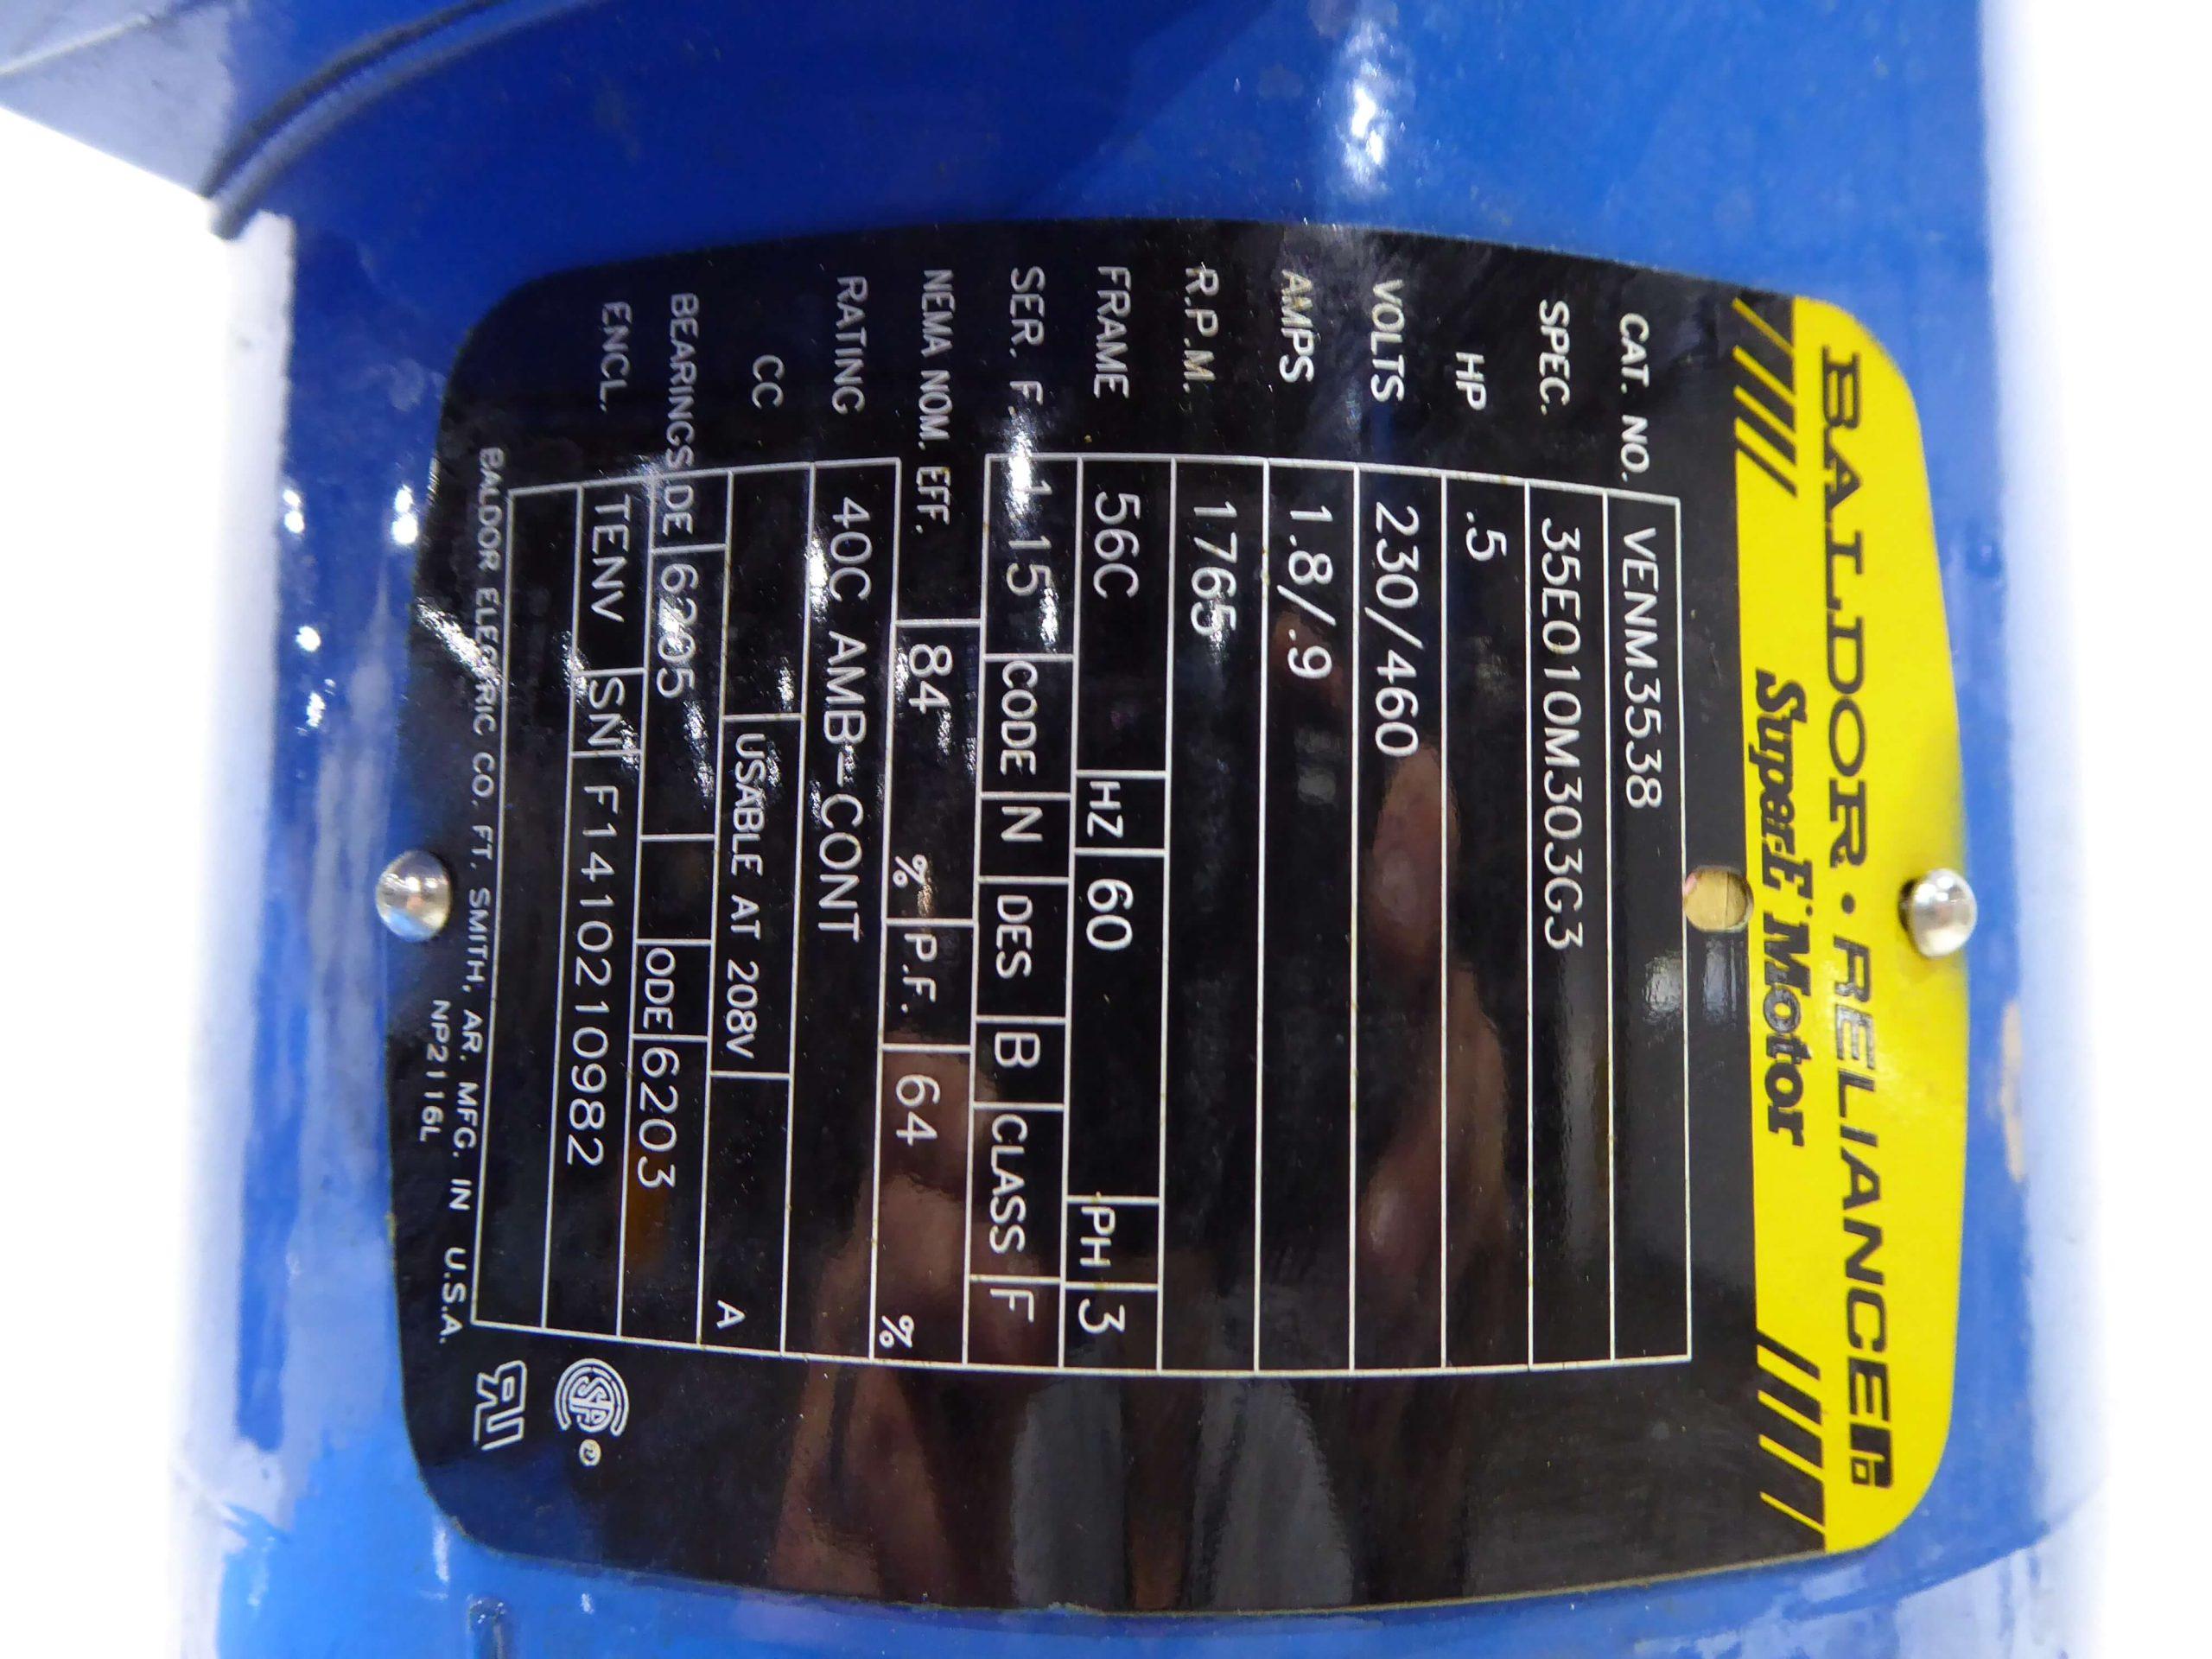 BALDOR • RELIANCER
SuperE Motor
CAT. NO. VENM3538
SPEC. 35E010M303G3
HP .5
VOLTS 230/460
AMPS 1.8/.9
R.P.M. 1765
FRAME 56C HZ 60 PH 3
SER. F. 1.15 CODE N DES B CLASS F
NEMA NOM. EFF. 84 % P.F. 64 %
RATING 40C AMB-CONT
CC USABLE AT 208V A
BEARINGS DE 6205 ODE 6203
ENCL. TENV SN F1410210982
BALDOR ELECTRIC CO. FT. SMITH, AR. MFG. IN U.S.A.
NP2116L